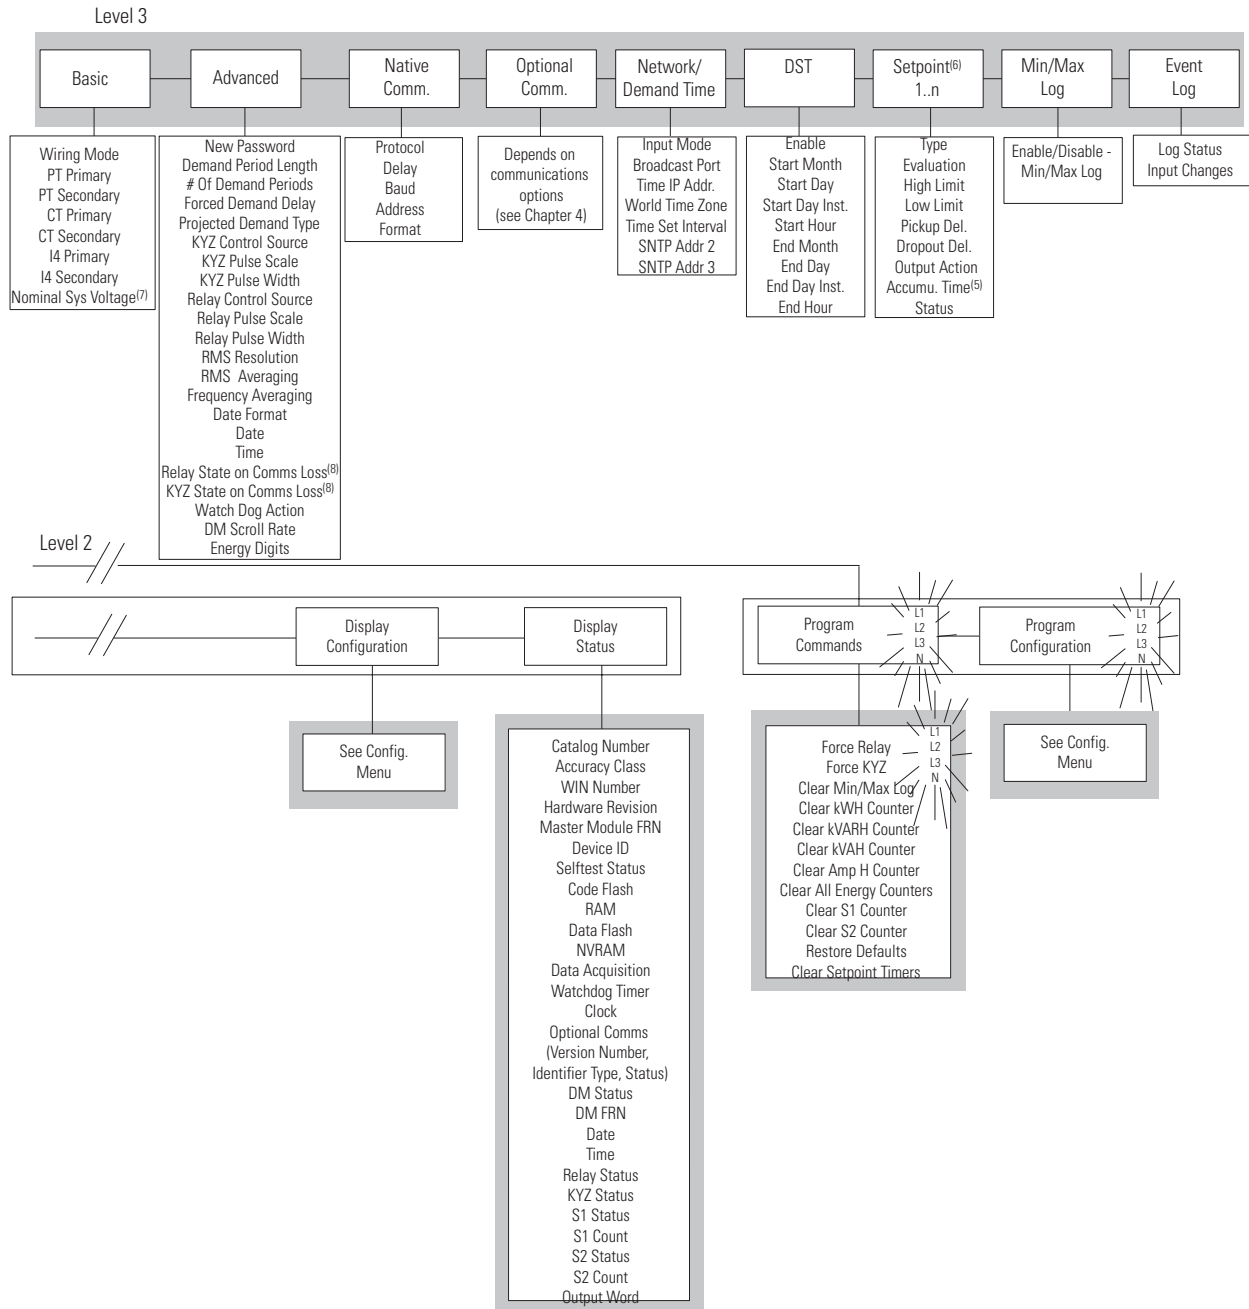 Level 3
Basic
Advanced
Native
Comm.
Optional
Comm.
Network/
Demand Time
DST
Setpoint(6)
1..n
Min/Max
Log
Event
Log
Wiring Mode
PT Primary
PT Secondary
CT Primary
CT Secondary
I4 Primary
I4 Secondary
Nominal Sys Voltage(7)
New Password
Demand Period Length
# Of Demand Periods
Forced Demand Delay
Projected Demand Type
KYZ Control Source
KYZ Pulse Scale
KYZ Pulse Width
Relay Control Source
Relay Pulse Scale
Relay Pulse Width
RMS Resolution
RMS Averaging
Frequency Averaging
Date Format
Date
Time
Relay State on Comms Loss(8)
KYZ State on Comms Loss(8)
Watch Dog Action
DM Scroll Rate
Energy Digits
Protocol
Delay
Baud
Address
Format
Depends on
communications
options
(see Chapter 4)
Input Mode
Broadcast Port
Time IP Addr.
World Time Zone
Time Set Interval
SNTP Addr 2
SNTP Addr 3
Enable
Start Month
Start Day
Start Day Inst.
Start Hour
End Month
End Day
End Day Inst.
End Hour
Type
Evaluation
High Limit
Low Limit
Pickup Del.
Dropout Del.
Output Action
Accumu. Time(5)
Status
Enable/Disable -
Min/Max Log
Log Status
Input Changes
Level 2
Display
Configuration
Display
Status
Program
Commands
L1
L2
L3
N
Program
Configuration
L1
L2
L3
N
See Config.
Menu
Catalog Number
Accuracy Class
WIN Number
Hardware Revision
Master Module FRN
Device ID
Selftest Status
Code Flash
RAM
Data Flash
NVRAM
Data Acquisition
Watchdog Timer
Clock
Optional Comms
(Version Number,
Identifier Type, Status)
DM Status
DM FRN
Date
Time
Relay Status
KYZ Status
S1 Status
S1 Count
S2 Status
S2 Count
Output Word
Force Relay
Force KYZ
Clear Min/Max Log
Clear kWH Counter
Clear kVARH Counter
Clear kVAH Counter
Clear Amp H Counter
Clear All Energy Counters
Clear S1 Counter
Clear S2 Counter
Restore Defaults
Clear Setpoint Timers
L1
L2
L3
N
See Config.
Menu